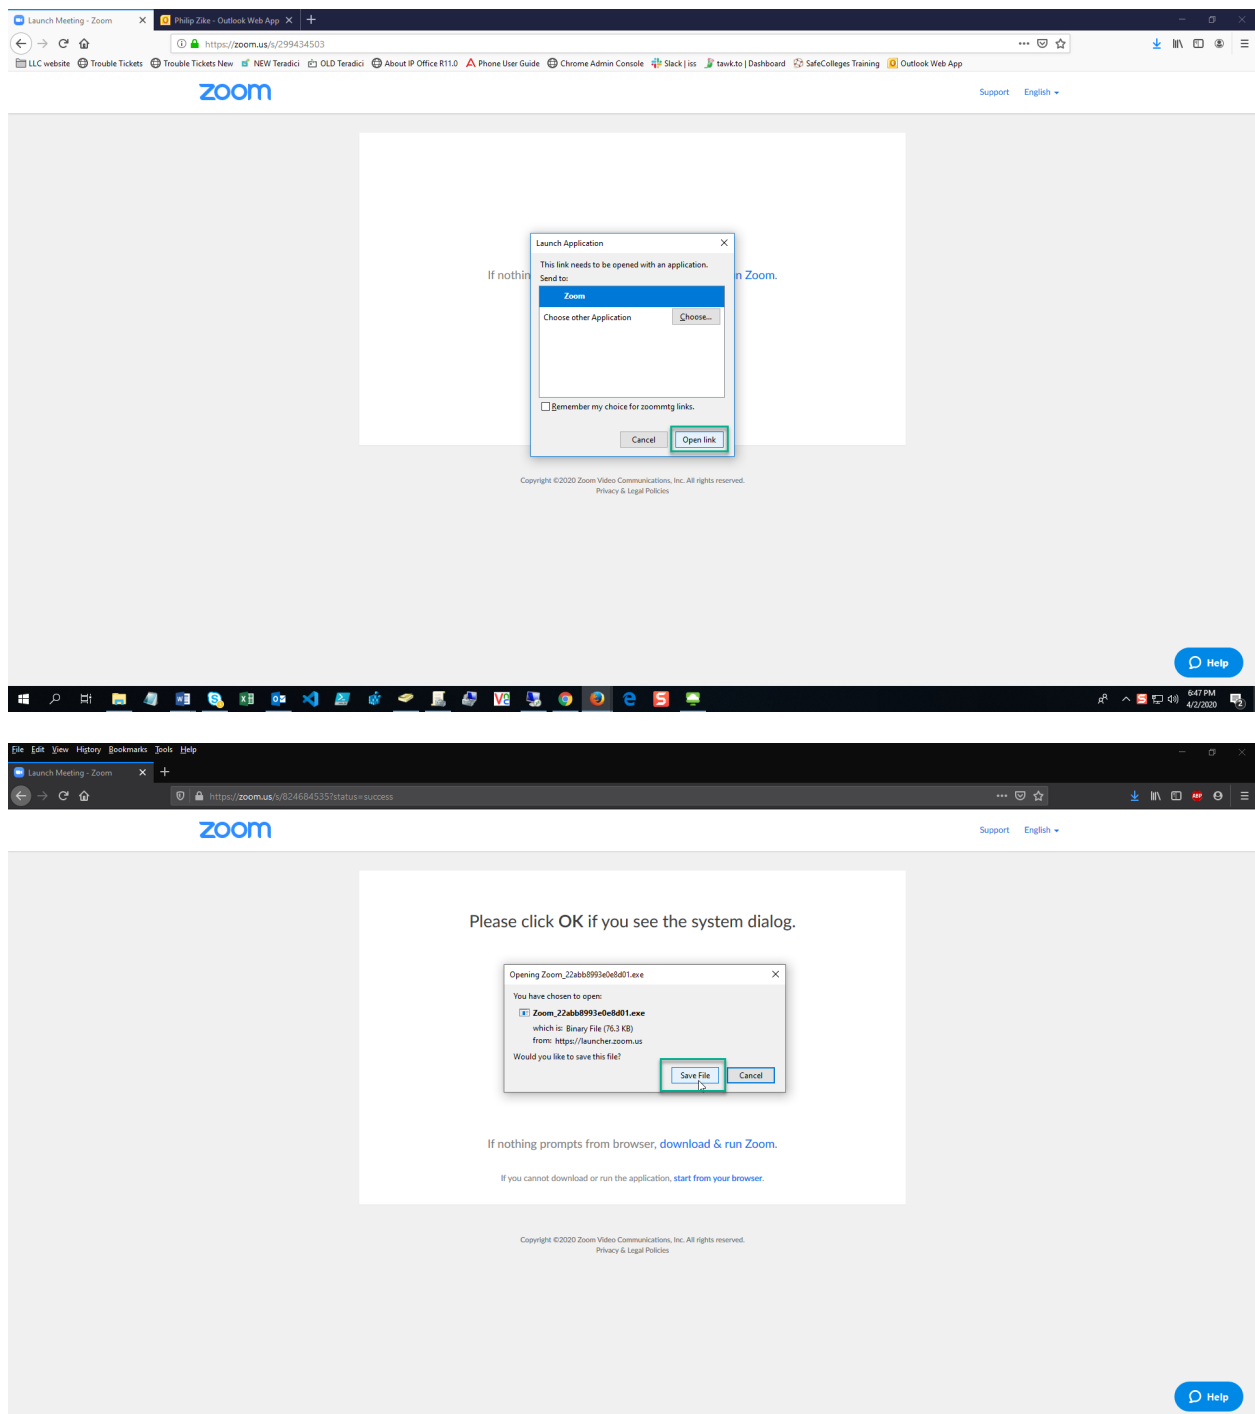 Launch Meeting - Zoom
Philip Zike - Outlook Web App
https://zoom.us/s/299434503
LLC website Trouble Tickets Trouble Tickets New NEW Teradici OLD Teradici About IP Office R11.0 Phone User Guide Chrome Admin Console Slack | iss tawk.to | Dashboard SafeColleges Training Outlook Web App
zoom
Support English
Launch Application
This link needs to be opened with an application.
Send to:
If nothin
n Zoom.
Zoom
Choose other Application Choose...
Remember my choice for zoommtg links.
Cancel Open link
Copyright ©2020 Zoom Video Communications, Inc. All rights reserved.
Privacy & Legal Policies
Help
6:47 PM
4/2/2020
File Edit View History Bookmarks Tools Help
Launch Meeting - Zoom
https://zoom.us/s/824684535?status=success
ABP
zoom
Support English
Please click OK if you see the system dialog.
Opening Zoom_22abb8993e0e8d01.exe
You have chosen to open:
Zoom_22abb8993e0e8d01.exe
which is: Binary File (76.3 KB)
from: https://launcher.zoom.us
Would you like to save this file?
Save File Cancel
If nothing prompts from browser, download & run Zoom.
If you cannot download or run the application, start from your browser.
Copyright ©2020 Zoom Video Communications, Inc. All rights reserved.
Privacy & Legal Policies
Help